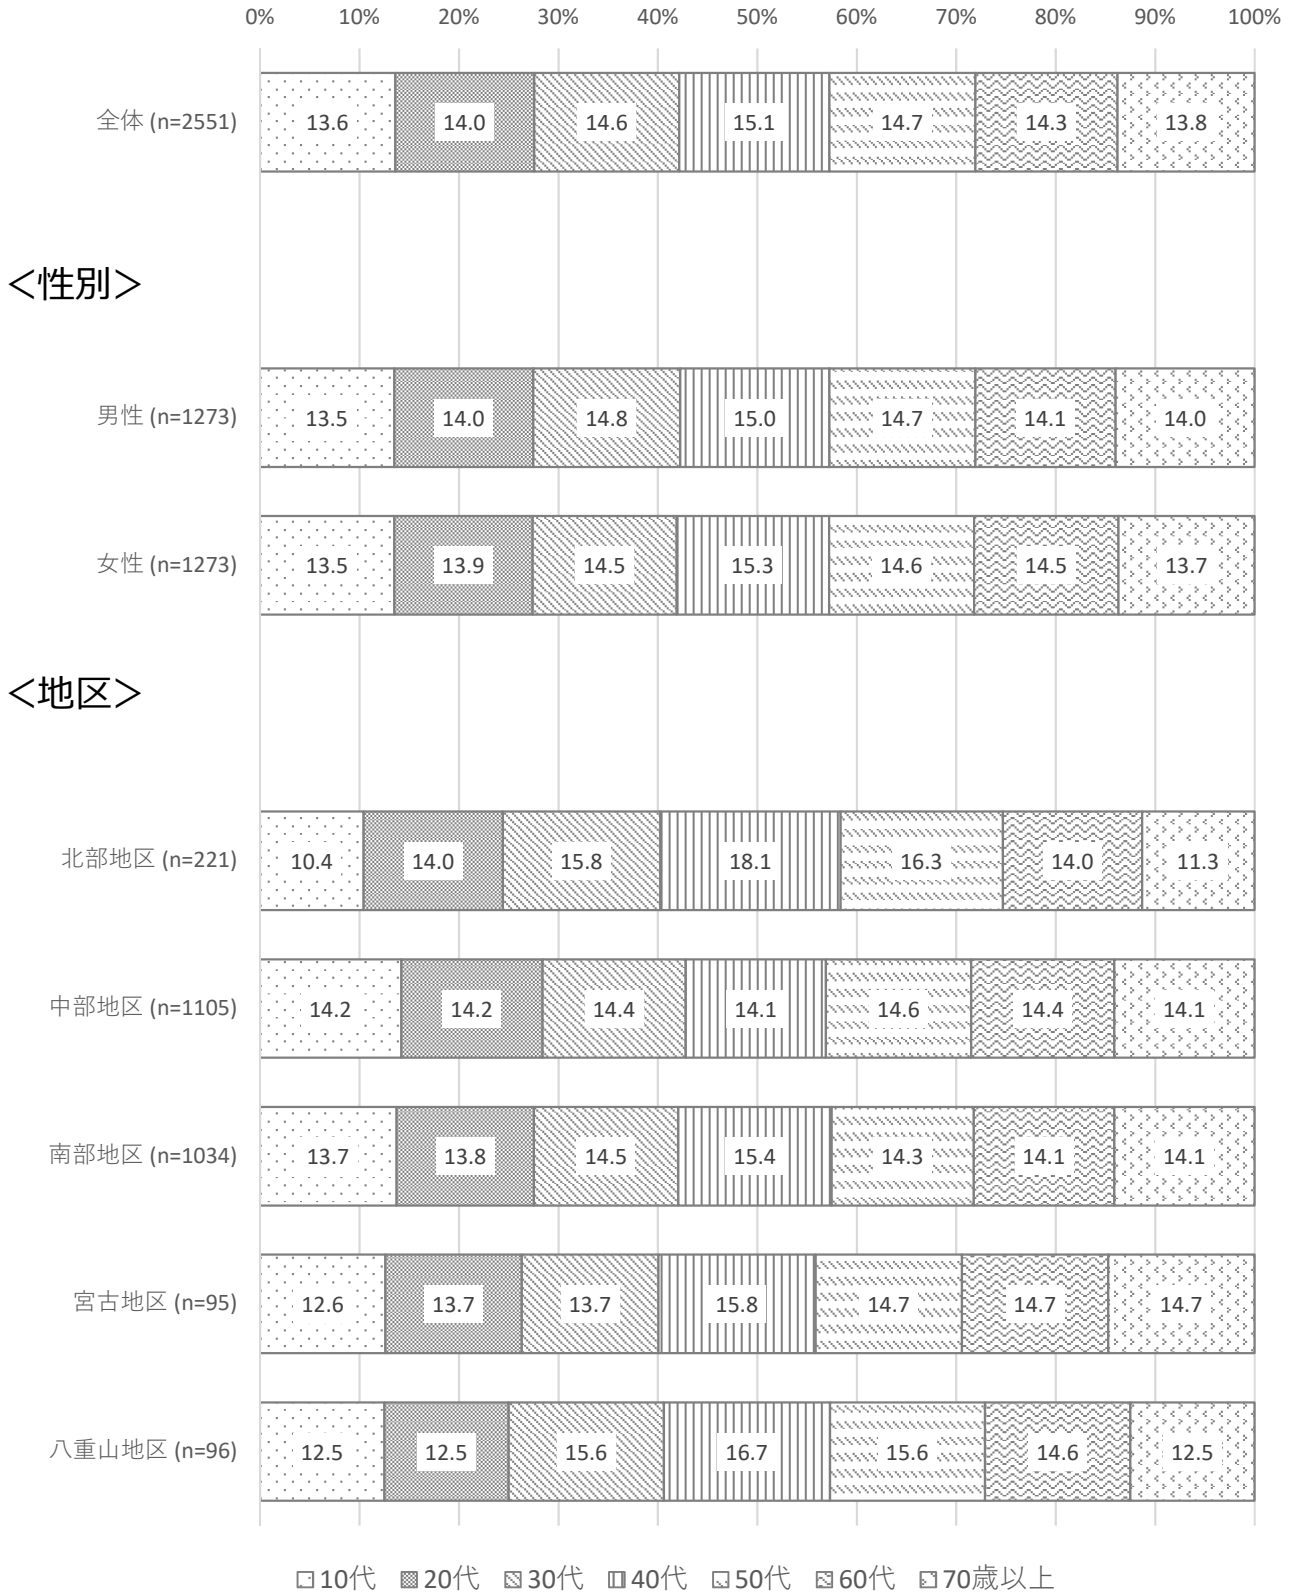 0% 10% 20% 30% 40% 50% 60% 70% 80% 90% 100%
全体 (n=2551) 13.6 14.0 14.6 15.1 14.7 14.3 13.8
＜性別＞
男性 (n=1273) 13.5 14.0 14.8 15.0 14.7 14.1 14.0
女性 (n=1273) 13.5 13.9 14.5 15.3 14.6 14.5 13.7
＜地区＞
北部地区 (n=221) 10.4 14.0 15.8 18.1 16.3 14.0 11.3
中部地区 (n=1105) 14.2 14.2 14.4 14.1 14.6 14.4 14.1
南部地区 (n=1034) 13.7 13.8 14.5 15.4 14.3 14.1 14.1
宮古地区 (n=95) 12.6 13.7 13.7 15.8 14.7 14.7 14.7
八重山地区 (n=96) 12.5 12.5 15.6 16.7 15.6 14.6 12.5
10代 20代 30代 40代 50代 60代 70歳以上